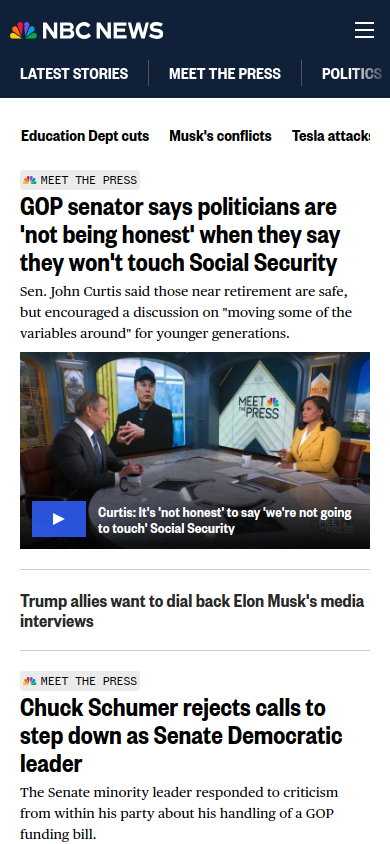 NBC NEWS
LATEST STORIES
MEET THE PRESS
POLITICS
Education Dept cuts
Musk's conflicts
Tesla attacks
MEET THE PRESS
GOP senator says politicians are
'not being honest' when they say
they won't touch Social Security
Sen. John Curtis said those near retirement are safe,
but encouraged a discussion on "moving some of the
variables around" for younger generations.
MEET
THE PRESS
Curtis: It's 'not honest' to say 'we're not going
to touch' Social Security
MEET THE
PRESS
Trump allies want to dial back Elon Musk's media
interviews
MEET THE PRESS
Chuck Schumer rejects calls to
step down as Senate Democratic
leader
The Senate minority leader responded to criticism
from within his party about his handling of a GOP
funding bill.